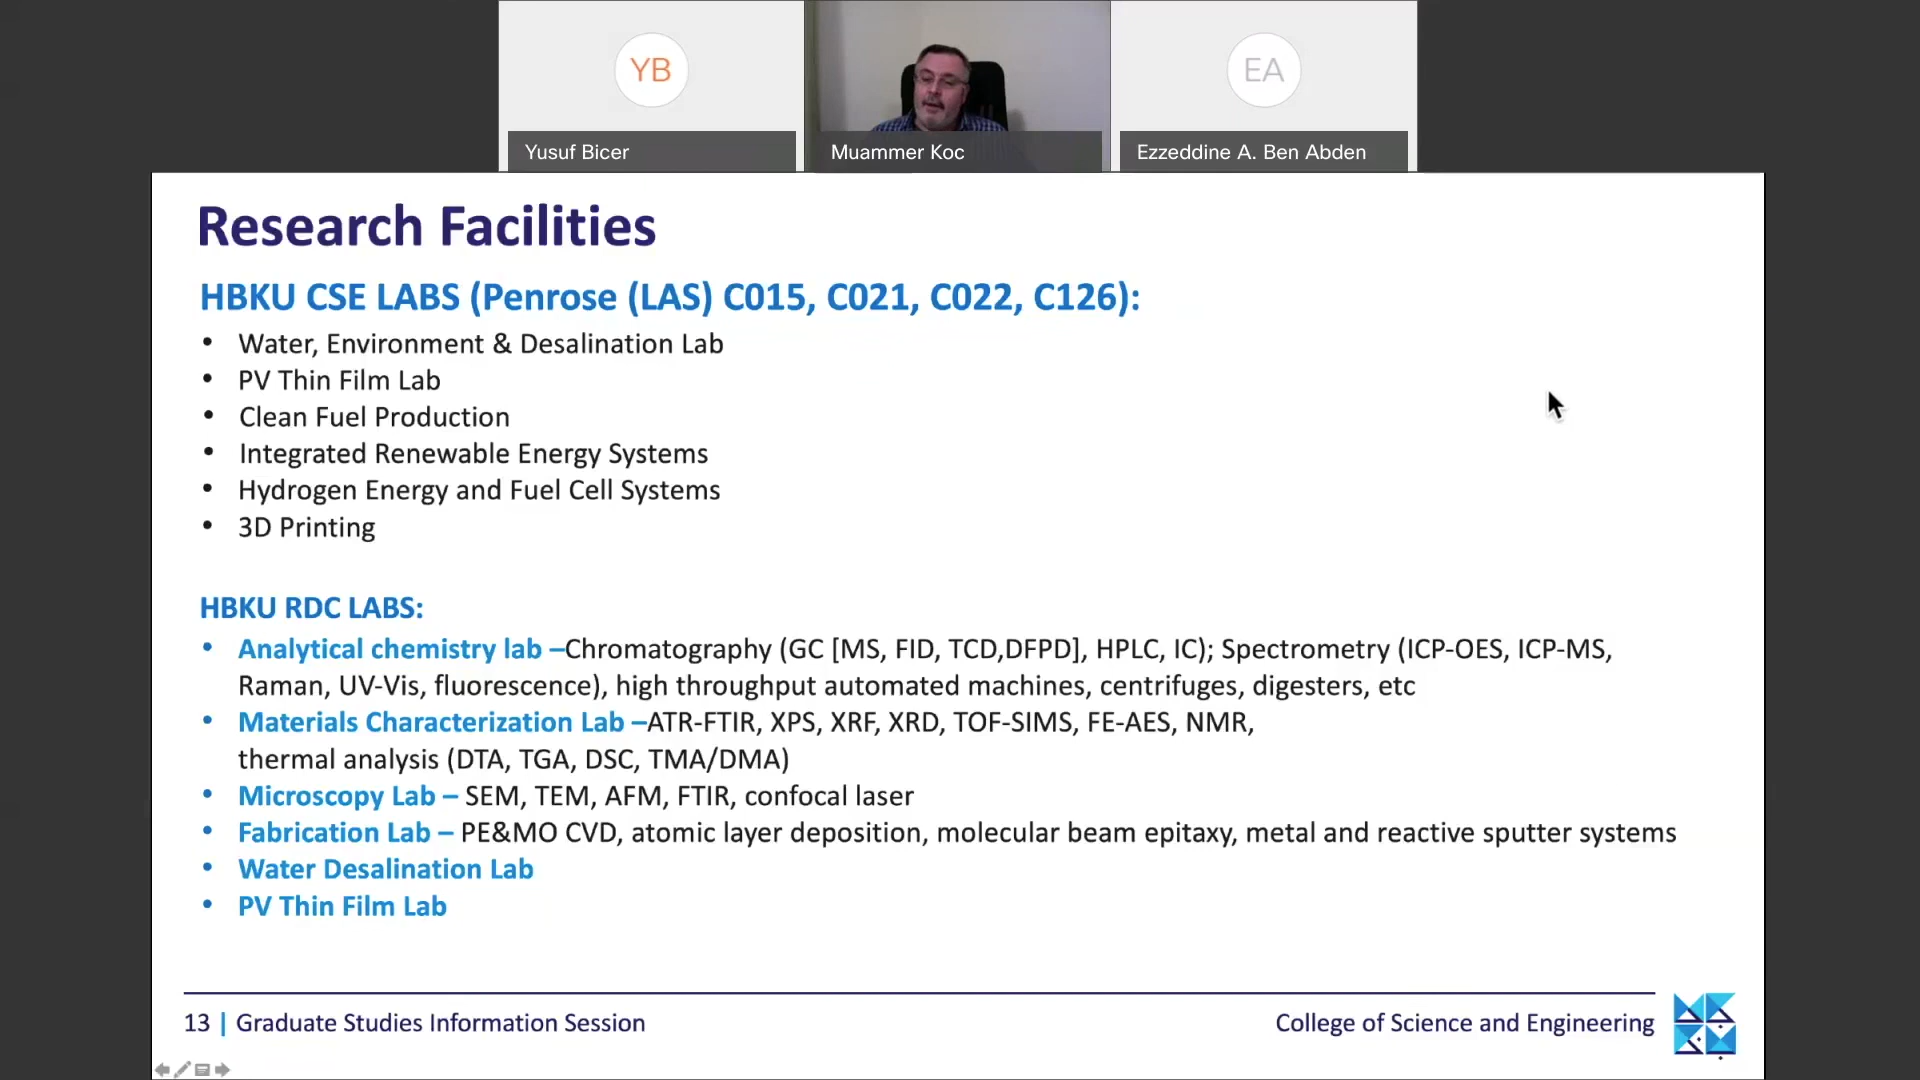 YB
EA
Yusuf Bicer
Muammer Koc
Ezzeddine A. Ben Abden
Research Facilities
HBKU CSE LABS (Penrose (LAS) C015, C021, C022, C126):
• Water, Environment & Desalination Lab
• PV Thin Film Lab
• Clean Fuel Production
• Integrated Renewable Energy Systems
• Hydrogen Energy and Fuel Cell Systems
• 3D Printing
HBKU RDC LABS:
• Analytical chemistry lab –Chromatography (GC [MS, FID, TCD,DFPD], HPLC, IC); Spectrometry (ICP-OES, ICP-MS,
Raman, UV-Vis, fluorescence), high throughput automated machines, centrifuges, digesters, etc
• Materials Characterization Lab –ATR-FTIR, XPS, XRF, XRD, TOF-SIMS, FE-AES, NMR,
thermal analysis (DTA, TGA, DSC, TMA/DMA)
• Microscopy Lab – SEM, TEM, AFM, FTIR, confocal laser
• Fabrication Lab – PE&MO CVD, atomic layer deposition, molecular beam epitaxy, metal and reactive sputter systems
• Water Desalination Lab
• PV Thin Film Lab
13 | Graduate Studies Information Session
College of Science and Engineering